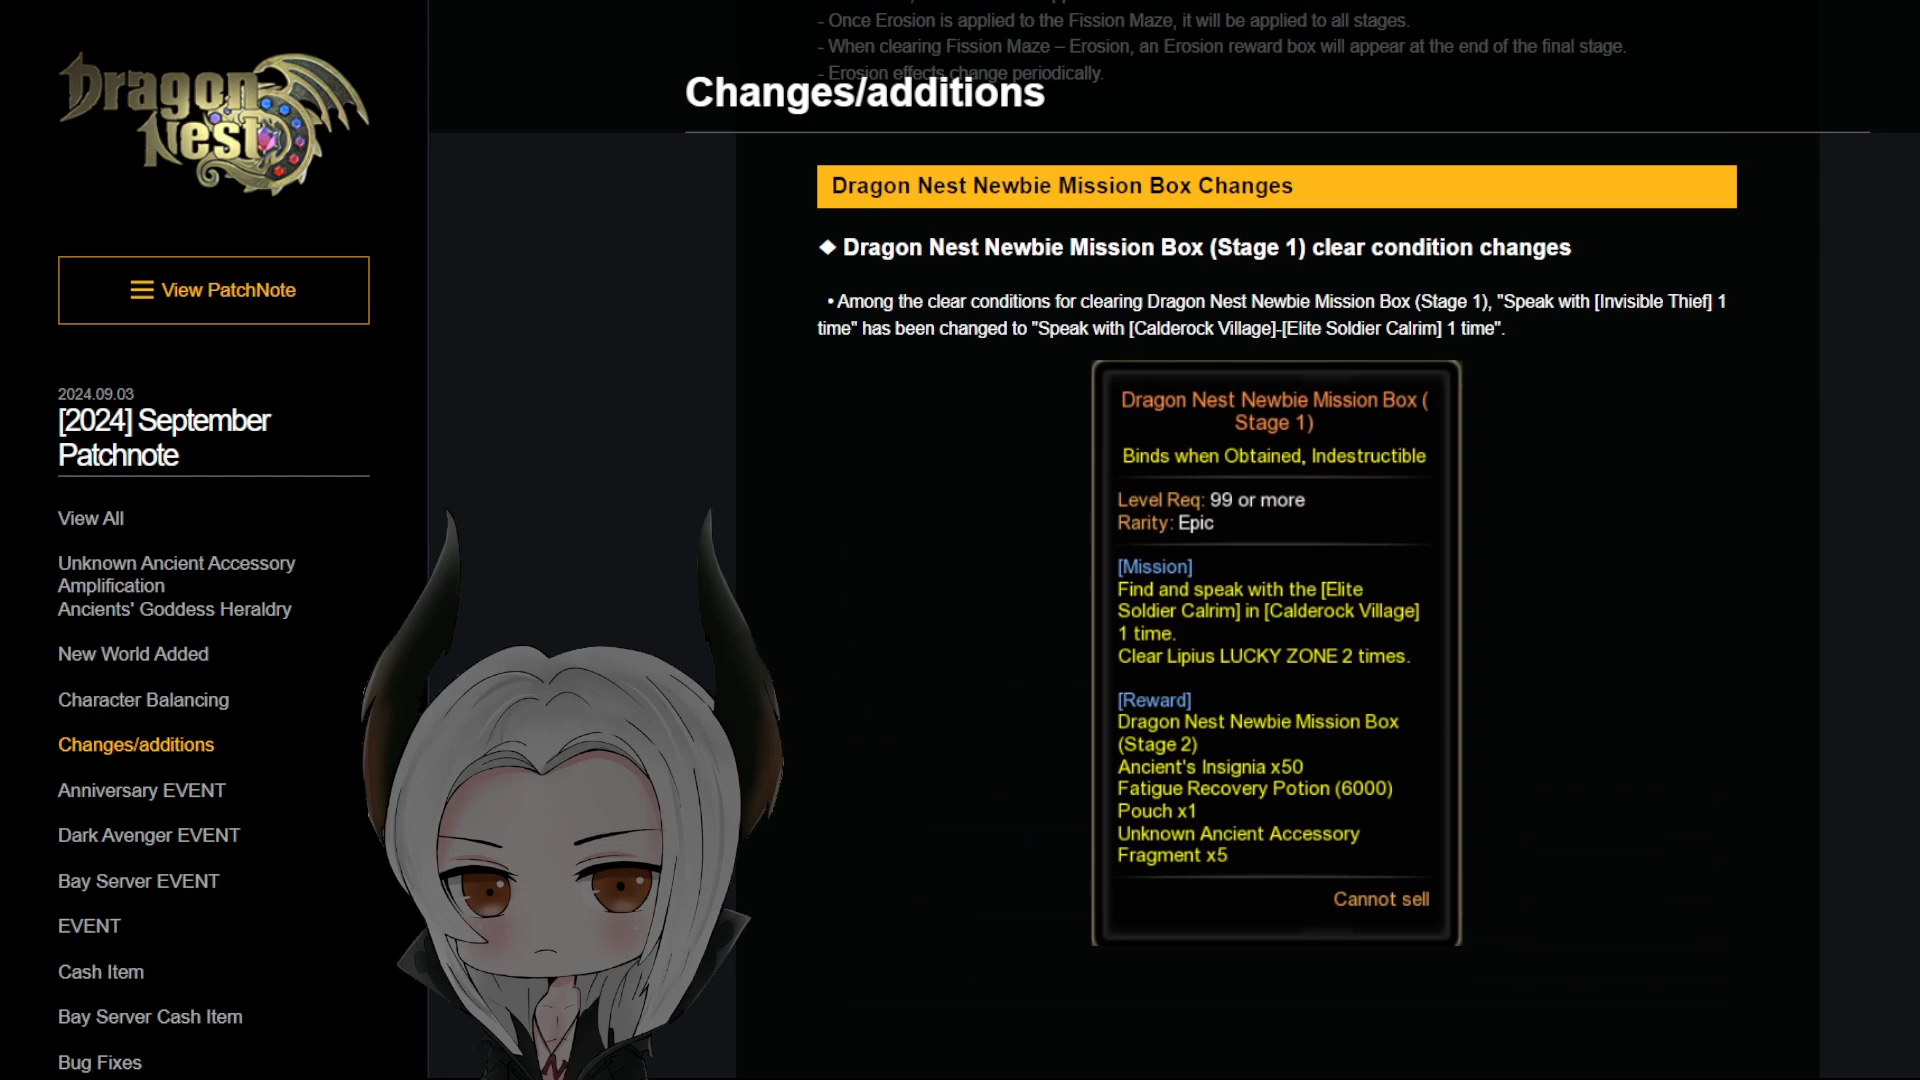 Dragon
Nest
View PatchNote
2024.09.03
[2024] September
Patchnote
View All
Unknown Ancient Accessory
Amplification
Ancients' Goddess Heraldry
New World Added
Character Balancing
Changes/additions
Anniversary EVENT
Dark Avenger EVENT
Bay Server EVENT
EVENT
Cash Item
Bay Server Cash Item
Bug Fixes
- Once Erosion is applied to the Fission Maze, it will be applied to all stages.
- When clearing Fission Maze – Erosion, an Erosion reward box will appear at the end of the final stage.
- Erosion effects change periodically.
Changes/additions
Dragon Nest Newbie Mission Box Changes
◆ Dragon Nest Newbie Mission Box (Stage 1) clear condition changes
• Among the clear conditions for clearing Dragon Nest Newbie Mission Box (Stage 1), "Speak with [Invisible Thief] 1
time" has been changed to "Speak with [Calderock Village]-[Elite Soldier Calrim] 1 time".
Dragon Nest Newbie Mission Box (
Stage 1)
Binds when Obtained, Indestructible
Level Req: 99 or more
Rarity: Epic
[Mission]
Find and speak with the [Elite
Soldier Calrim] in [Calderock Village]
1 time.
Clear Lipius LUCKY ZONE 2 times.
[Reward]
Dragon Nest Newbie Mission Box
(Stage 2)
Ancient's Insignia x50
Fatigue Recovery Potion (6000)
Pouch x1
Unknown Ancient Accessory
Fragment x5
Cannot sell